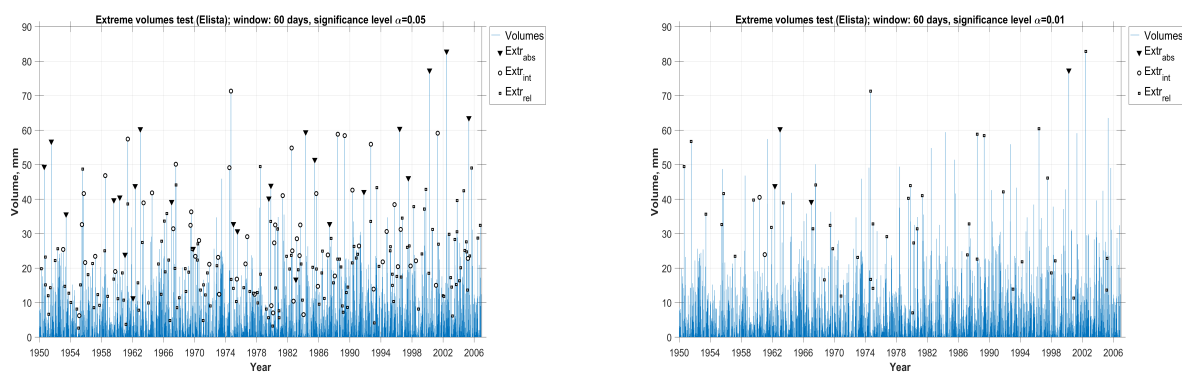 Extreme volumes test (Elista); window: 60 days, significance level α=0.05
90
80
70
60
50
40
30
20
10
0
Volume, mm
1950 1954 1958 1962 1966 1970 1974 1978 1982 1986 1990 1994 1998 2002 2006
Year
Volumes
Extr_abs
Extr_int
Extr_rel
Extreme volumes test (Elista); window: 60 days, significance level α=0.01
90
80
70
60
50
40
30
20
10
0
Volume, mm
1950 1954 1958 1962 1966 1970 1974 1978 1982 1986 1990 1994 1998 2002 2006
Year
Volumes
Extr_abs
Extr_int
Extr_rel